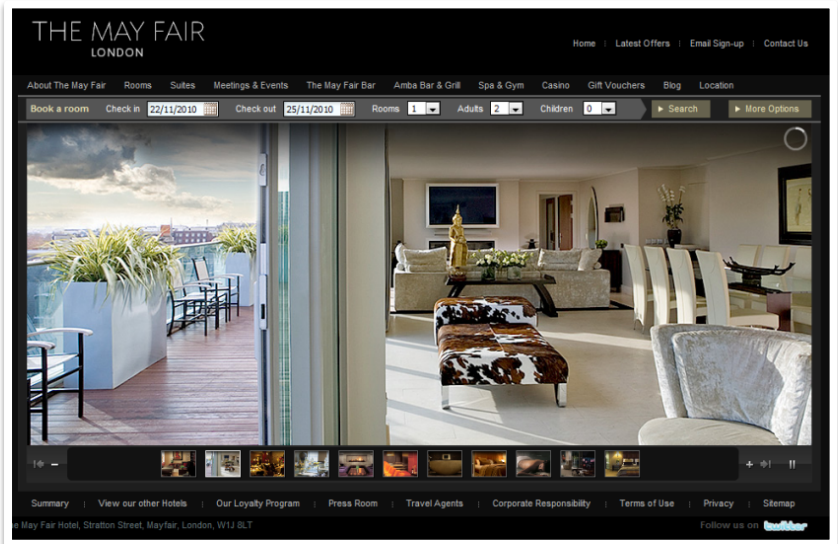 THE MAY FAIR
LONDON
Home | Latest Offers | Email Sign-up | Contact Us
About The May Fair Rooms Suites Meetings & Events The May Fair Bar Amba Bar & Grill Spa & Gym Casino Gift Vouchers Blog Location
Book a room Check in 22/11/2010 Check out 25/11/2010 Rooms 1 Adults 2 Children 0 Search More Options
Summary | View our other Hotels | Our Loyalty Program | Press Room | Travel Agents | Corporate Responsibility | Terms of Use | Privacy | Sitemap
e May Fair Hotel, Stratton Street, Mayfair, London, W1J 8LT Follow us on twitter